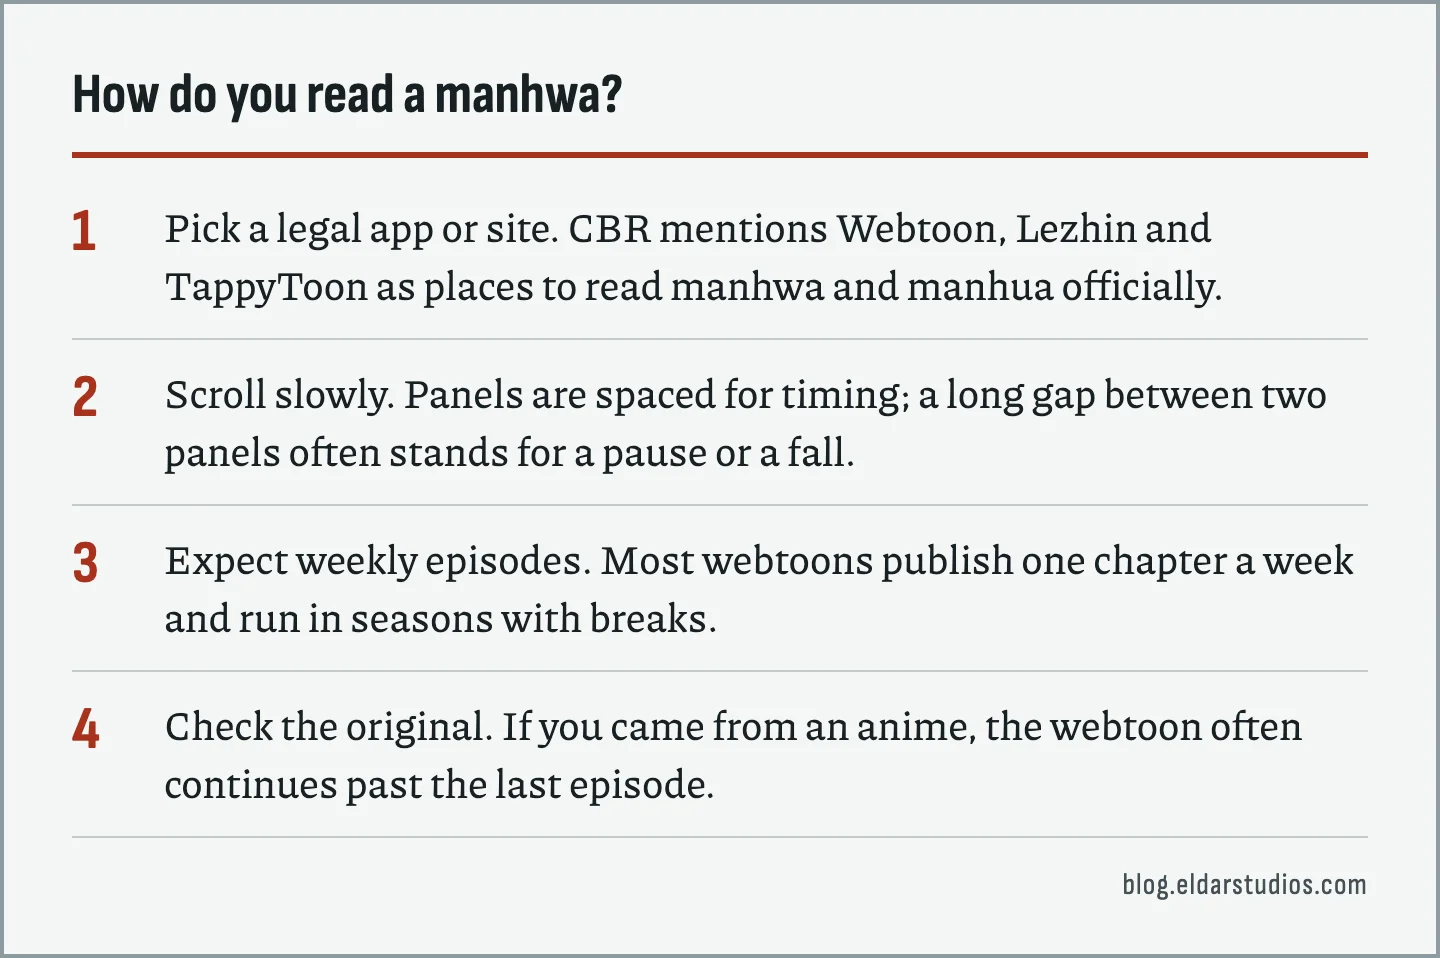 How do you read a manhwa?
1
Pick a legal app or site. CBR mentions Webtoon, Lezhin and
TappyToon as places to read manhwa and manhua officially.
2
Scroll slowly. Panels are spaced for timing; a long gap between two
panels often stands for a pause or a fall.
3
Expect weekly episodes. Most webtoons publish one chapter a week
and run in seasons with breaks.
4
Check the original. If you came from an anime, the webtoon often
continues past the last episode.
blog.eldarstudios.com